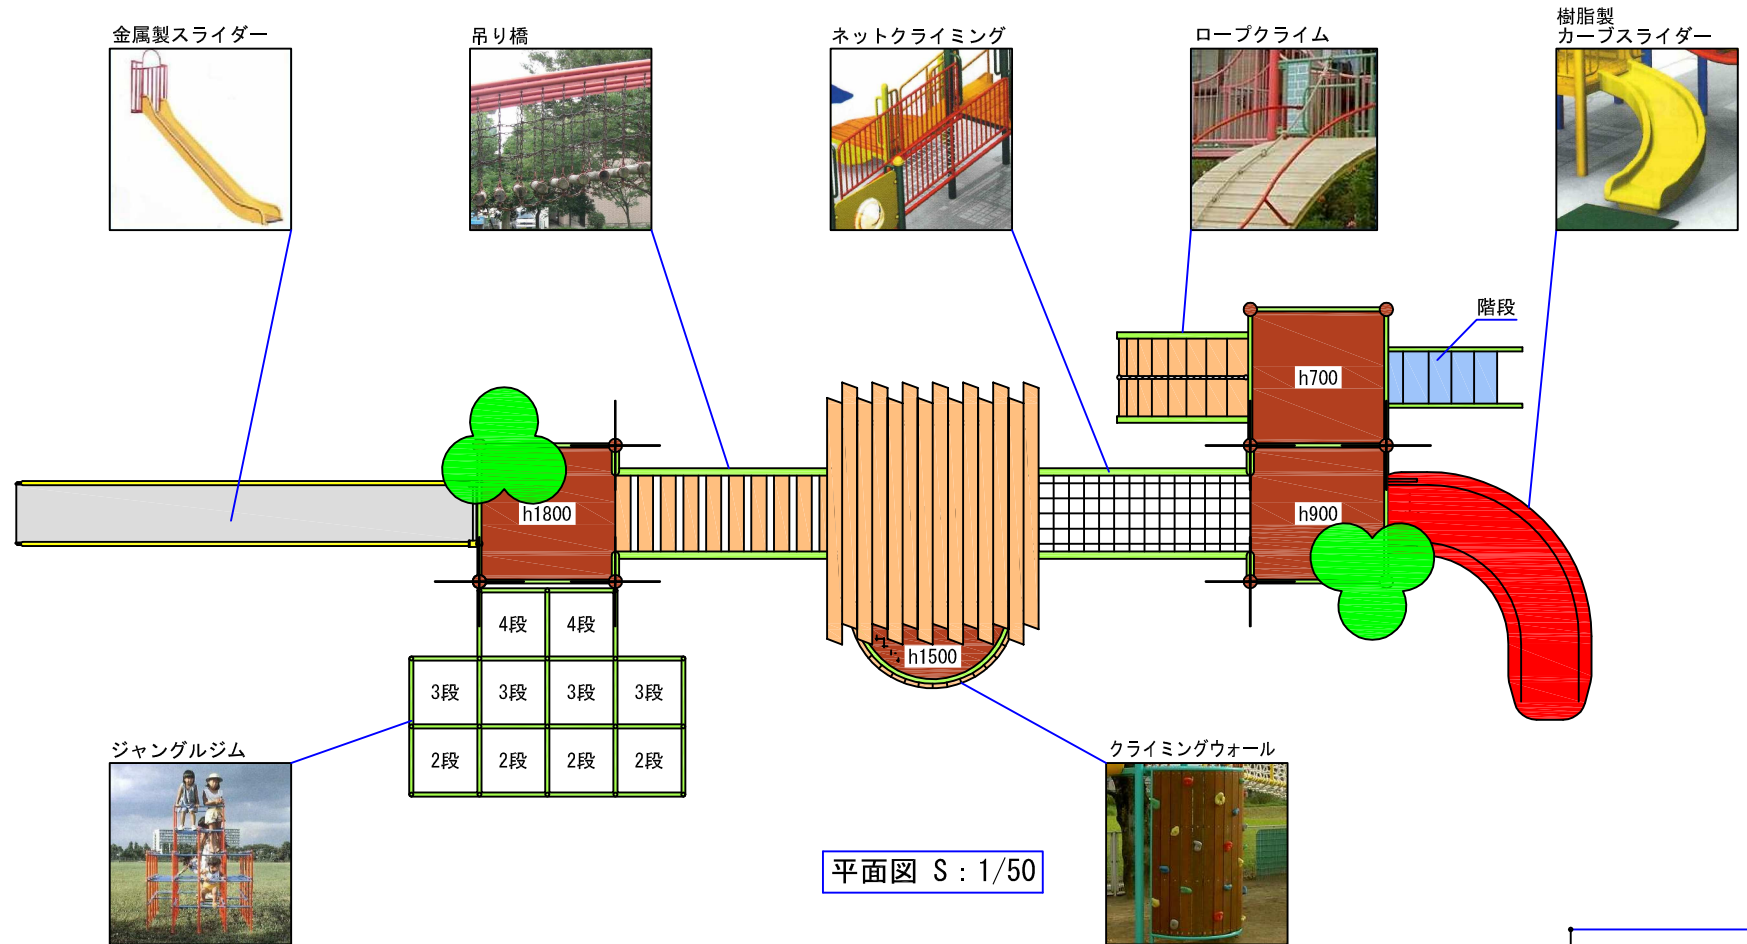 金属製スライダー
吊り橋
ネットクライミング
ロープクライム
樹脂製
カーブスライダー
階段
h700
h1800
h900
4段
4段
h1500
3段
3段
3段
3段
2段
2段
2段
2段
ジャングルジム
クライミングウォール
平面図 S：1/50